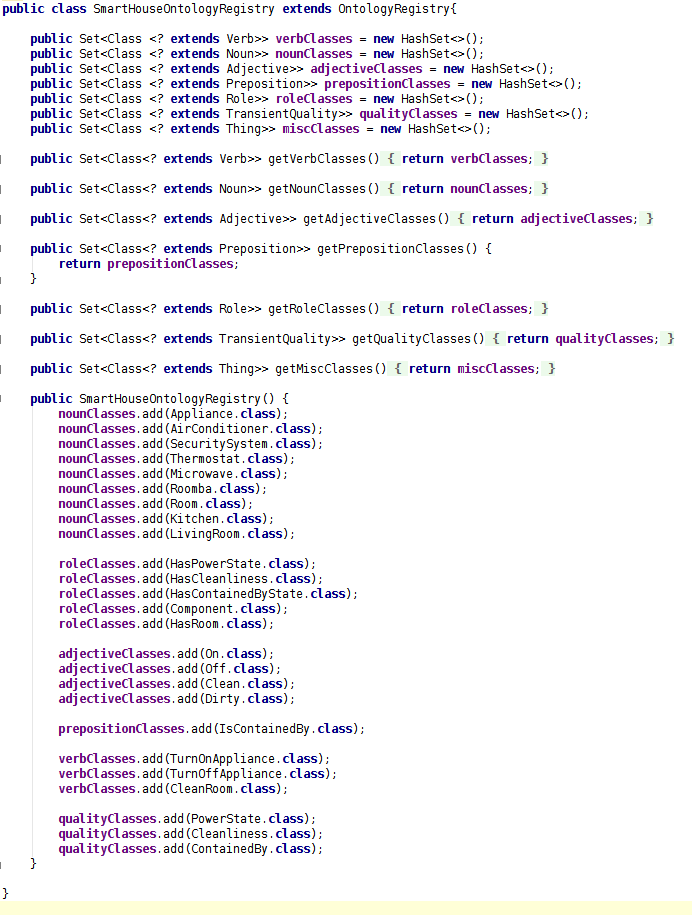 public class SmartHouseOntologyRegistry extends OntologyRegistry{
public Set<Class <? extends Verb>> verbClasses = new HashSet<>();
public Set<Class <? extends Noun>> nounClasses = new HashSet<>();
public Set<Class <? extends Adjective>> adjectiveClasses = new HashSet<>();
public Set<Class <? extends Preposition>> prepositionClasses = new HashSet<>();
public Set<Class <? extends Role>> roleClasses = new HashSet<>();
public Set<Class <? extends TransientQuality>> qualityClasses = new HashSet<>();
public Set<Class <? extends Thing>> miscClasses = new HashSet<>();
public Set<Class<? extends Verb>> getVerbClasses() { return verbClasses; }
public Set<Class<? extends Noun>> getNounClasses() { return nounClasses; }
public Set<Class<? extends Adjective>> getAdjectiveClasses() { return adjectiveClasses; }
public Set<Class<? extends Preposition>> getPrepositionClasses() {
return prepositionClasses;
}
public Set<Class<? extends Role>> getRoleClasses() { return roleClasses; }
public Set<Class<? extends TransientQuality>> getQualityClasses() { return qualityClasses; }
public Set<Class<? extends Thing>> getMiscClasses() { return miscClasses; }
public SmartHouseOntologyRegistry() {
nounClasses.add(Appliance.class);
nounClasses.add(AirConditioner.class);
nounClasses.add(SecuritySystem.class);
nounClasses.add(Thermostat.class);
nounClasses.add(Microwave.class);
nounClasses.add(Roomba.class);
nounClasses.add(Room.class);
nounClasses.add(Kitchen.class);
nounClasses.add(LivingRoom.class);
roleClasses.add(HasPowerState.class);
roleClasses.add(HasCleanliness.class);
roleClasses.add(HasContainedByState.class);
roleClasses.add(Component.class);
roleClasses.add(HasRoom.class);
adjectiveClasses.add(On.class);
adjectiveClasses.add(Off.class);
adjectiveClasses.add(Clean.class);
adjectiveClasses.add(Dirty.class);
prepositionClasses.add(IsContainedBy.class);
verbClasses.add(TurnOnAppliance.class);
verbClasses.add(TurnOffAppliance.class);
verbClasses.add(CleanRoom.class);
qualityClasses.add(PowerState.class);
qualityClasses.add(Cleanliness.class);
qualityClasses.add(ContainedBy.class);
}
}